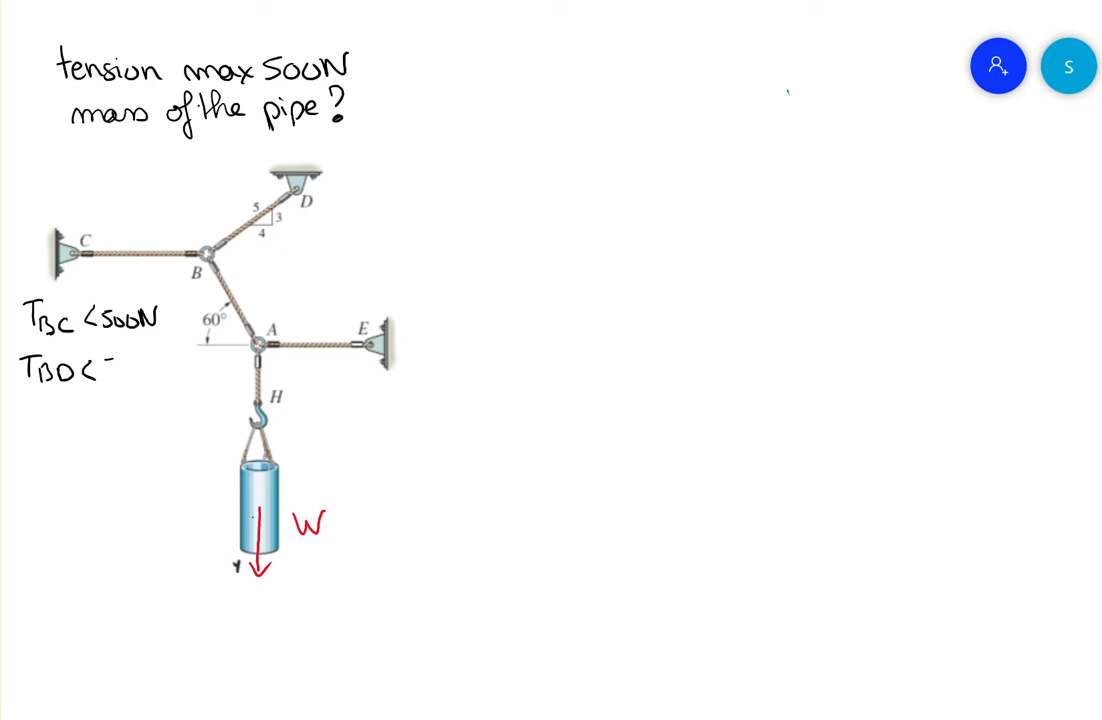 tension max 500N
mass of the pipe?
D
5
3
4
C
B
TBC <500N
60°
A
E
TBD<
H
W
S